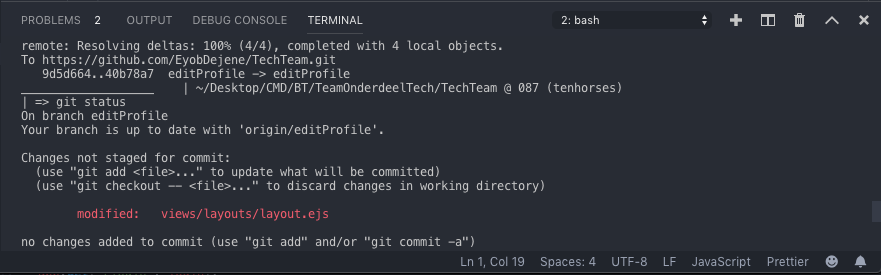 PROBLEMS 2 OUTPUT DEBUG CONSOLE TERMINAL 2: bash
remote: Resolving deltas: 100% (4/4), completed with 4 local objects.
To https://github.com/EyobDejene/TechTeam.git
   9d5d664..40b78a7  editProfile -> editProfile
___________________    | ~/Desktop/CMD/BT/TeamOnderdeelTech/TechTeam @ 087 (tenhorses)
| => git status
On branch editProfile
Your branch is up to date with 'origin/editProfile'.

Changes not staged for commit:
  (use "git add <file>..." to update what will be committed)
  (use "git checkout -- <file>..." to discard changes in working directory)

        modified:   views/layouts/layout.ejs

no changes added to commit (use "git add" and/or "git commit -a")
Ln 1, Col 19 Spaces: 4 UTF-8 LF JavaScript Prettier